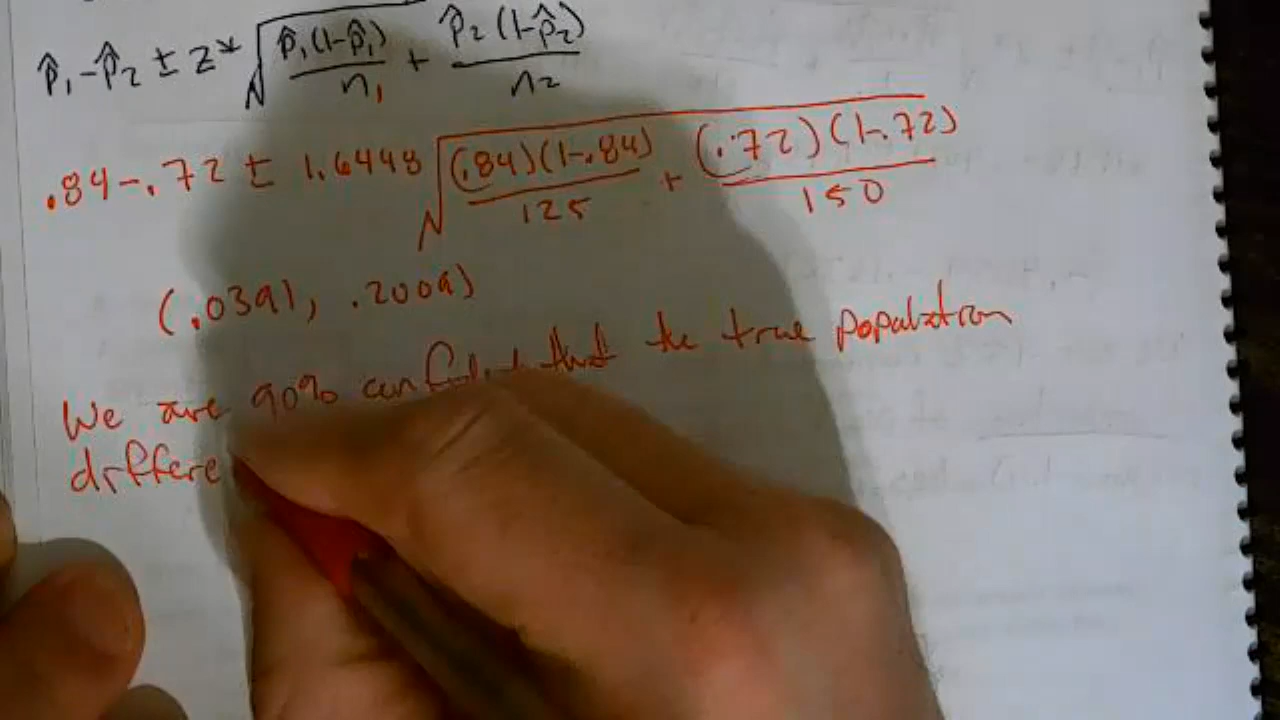 p̂₁-p̂₂ ± z* √ p̂₁(1-p̂₁)/n₁ + p̂₂(1-p̂₂)/n₂
.84-.72 ± 1.6448 √ (.84)(1-.84)/125 + (.72)(1-.72)/150
(.0391, .2009)
We are 90% confident that the true population
differe